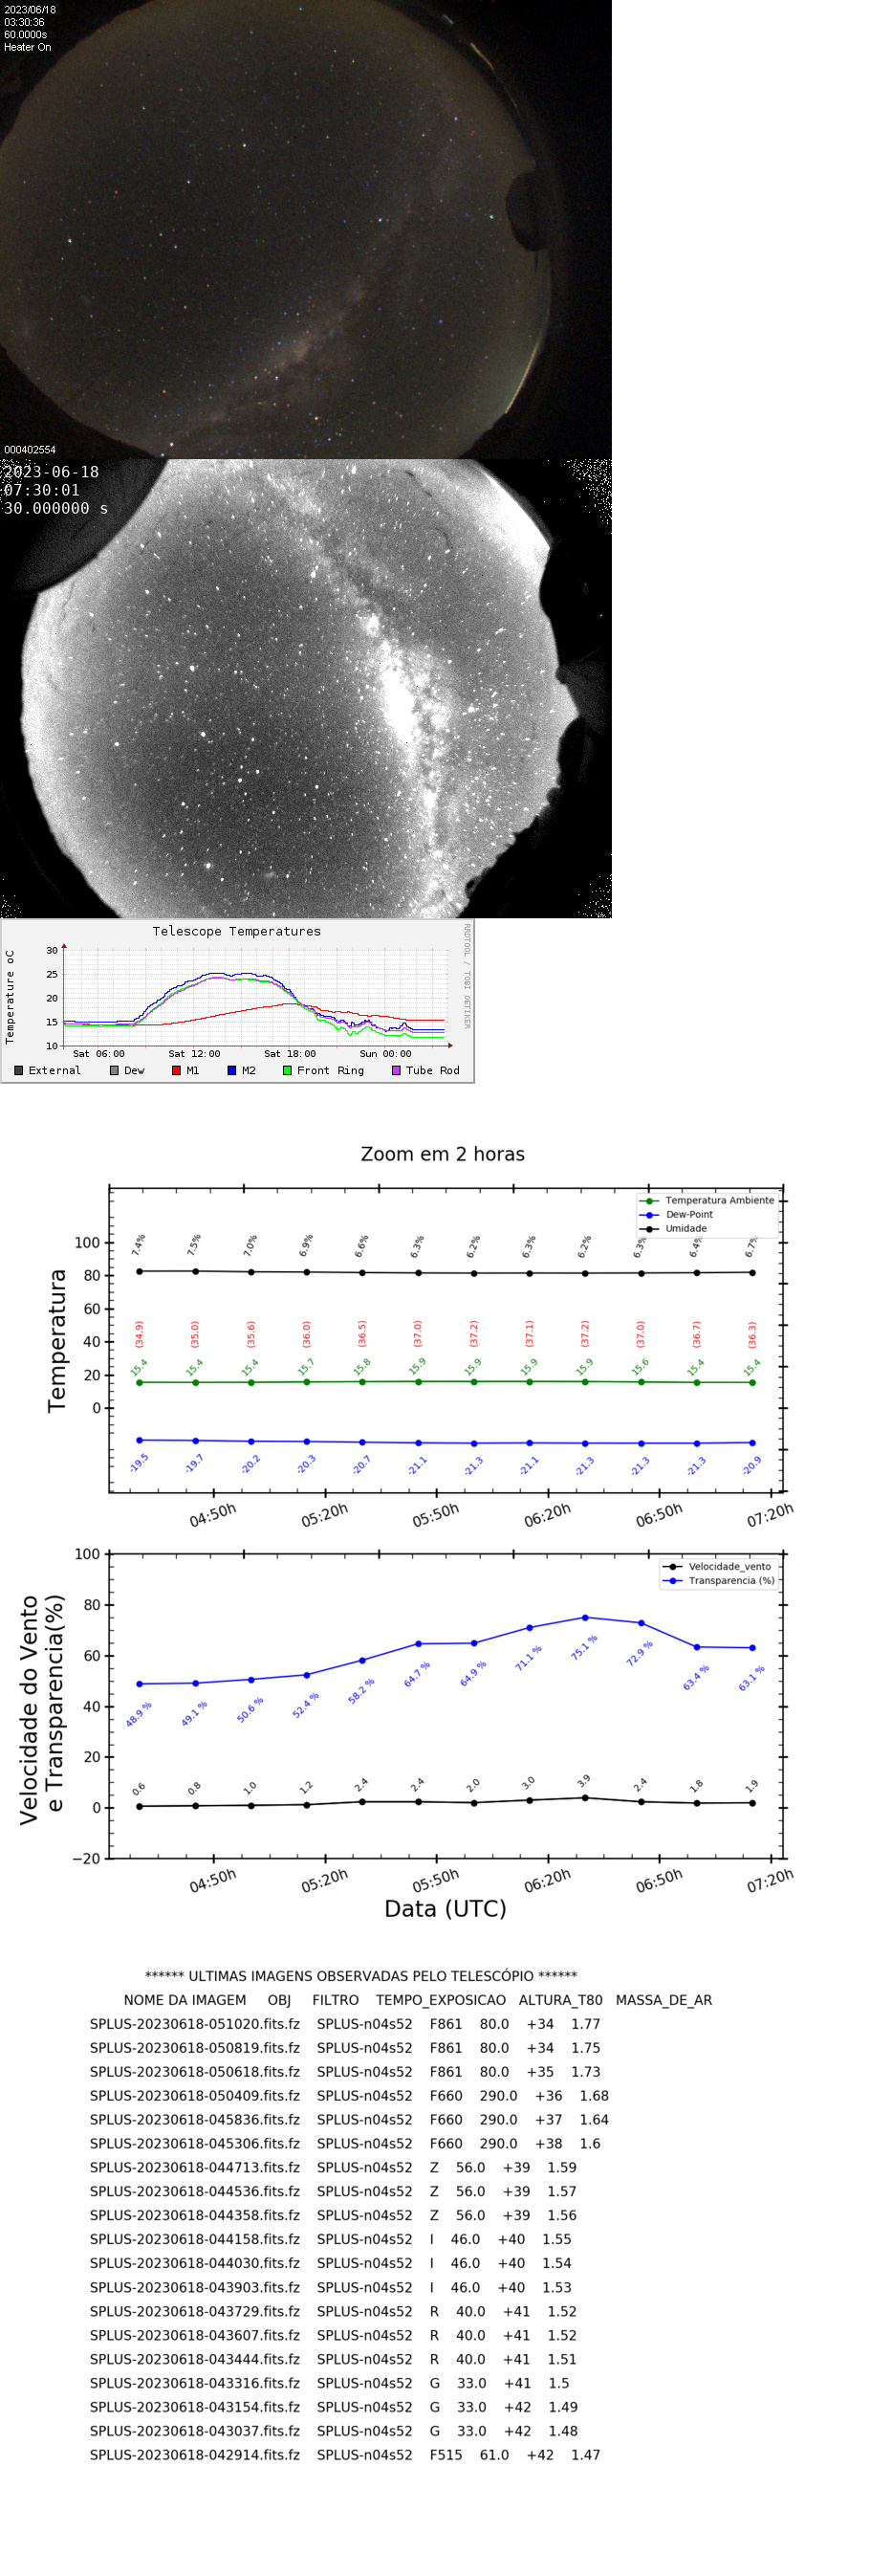 2023/06/18
03:30:36
60.0000s
Heater On
000402554
2023-06-18
07:30:01
30.000000 s
Telescope Temperatures
RRDTOOL / TOBI OETIKER
Temperature oC
30
25
20
15
10
Sat 06:00 Sat 12:00 Sat 18:00 Sun 00:00
External Dew M1 M2 Front Ring Tube Rod
Zoom em 2 horas
Temperatura Ambiente
Dew-Point
Umidade
Temperatura
100
80
60
40
20
0
7.4% 7.5% 7.0% 6.9% 6.6% 6.3% 6.2% 6.3% 6.2% 6.3% 6.4% 6.7%
(34.9) (35.0) (35.6) (36.0) (36.5) (37.0) (37.2) (37.1) (37.2) (37.0) (36.7) (36.3)
15.4 15.4 15.4 15.7 15.8 15.9 15.9 15.9 15.9 15.6 15.4 15.4
-19.5 -19.7 -20.2 -20.3 -20.7 -21.1 -21.3 -21.1 -21.3 -21.3 -21.3 -20.9
04:50h 05:20h 05:50h 06:20h 06:50h 07:20h
Velocidade_vento
Transparencia (%)
Velocidade do Vento
e Transparencia(%)
100
80
60
40
20
0
−20
48.9 % 49.1 % 50.6 % 52.4 % 58.2 % 64.7 % 64.9 % 71.1 % 75.1 % 72.9 % 63.4 % 63.1 %
0.6 0.8 1.0 1.2 2.4 2.4 2.0 3.0 3.9 2.4 1.8 1.9
04:50h 05:20h 05:50h 06:20h 06:50h 07:20h
Data (UTC)
****** ULTIMAS IMAGENS OBSERVADAS PELO TELESCÓPIO ******
NOME DA IMAGEM OBJ FILTRO TEMPO_EXPOSICAO ALTURA_T80 MASSA_DE_AR
SPLUS-20230618-051020.fits.fz SPLUS-n04s52 F861 80.0 +34 1.77
SPLUS-20230618-050819.fits.fz SPLUS-n04s52 F861 80.0 +34 1.75
SPLUS-20230618-050618.fits.fz SPLUS-n04s52 F861 80.0 +35 1.73
SPLUS-20230618-050409.fits.fz SPLUS-n04s52 F660 290.0 +36 1.68
SPLUS-20230618-045836.fits.fz SPLUS-n04s52 F660 290.0 +37 1.64
SPLUS-20230618-045306.fits.fz SPLUS-n04s52 F660 290.0 +38 1.6
SPLUS-20230618-044713.fits.fz SPLUS-n04s52 Z 56.0 +39 1.59
SPLUS-20230618-044536.fits.fz SPLUS-n04s52 Z 56.0 +39 1.57
SPLUS-20230618-044358.fits.fz SPLUS-n04s52 Z 56.0 +39 1.56
SPLUS-20230618-044158.fits.fz SPLUS-n04s52 I 46.0 +40 1.55
SPLUS-20230618-044030.fits.fz SPLUS-n04s52 I 46.0 +40 1.54
SPLUS-20230618-043903.fits.fz SPLUS-n04s52 I 46.0 +40 1.53
SPLUS-20230618-043729.fits.fz SPLUS-n04s52 R 40.0 +41 1.52
SPLUS-20230618-043607.fits.fz SPLUS-n04s52 R 40.0 +41 1.52
SPLUS-20230618-043444.fits.fz SPLUS-n04s52 R 40.0 +41 1.51
SPLUS-20230618-043316.fits.fz SPLUS-n04s52 G 33.0 +41 1.5
SPLUS-20230618-043154.fits.fz SPLUS-n04s52 G 33.0 +42 1.49
SPLUS-20230618-043037.fits.fz SPLUS-n04s52 G 33.0 +42 1.48
SPLUS-20230618-042914.fits.fz SPLUS-n04s52 F515 61.0 +42 1.47